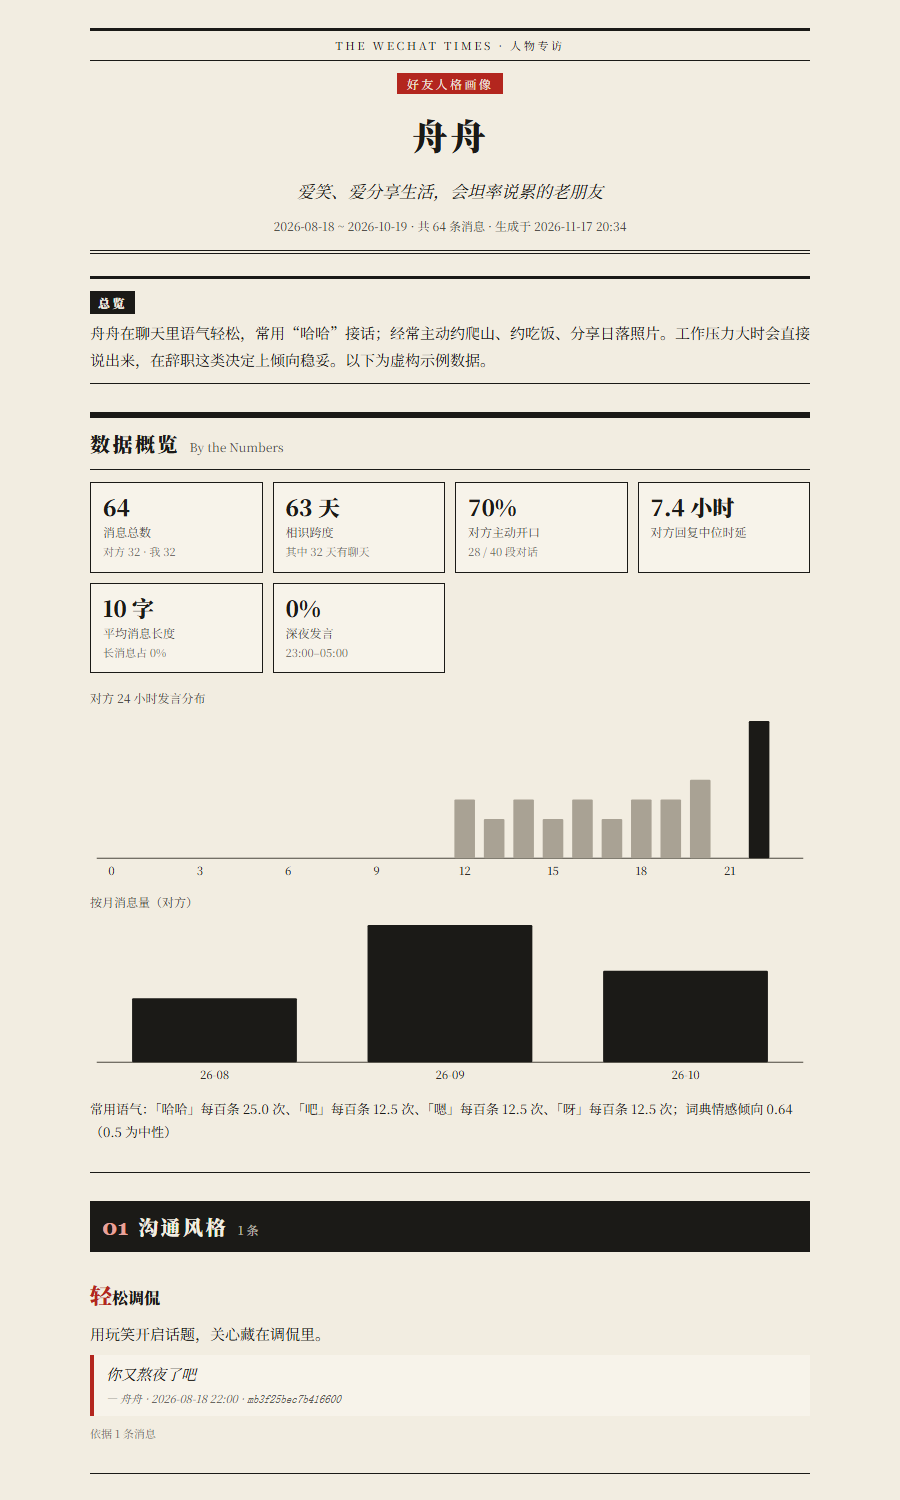 THE WECHAT TIMES · 人物专访
好友人格画像
舟舟
爱笑、爱分享生活，会坦率说累的老朋友
2026-08-18 ~ 2026-10-19 · 共 64 条消息 · 生成于 2026-11-17 20:34
总览
舟舟在聊天里语气轻松，常用“哈哈”接话；经常主动约爬山、约吃饭、分享日落照片。工作压力大时会直接
说出来，在辞职这类决定上倾向稳妥。以下为虚构示例数据。
数据概览 By the Numbers
64
消息总数
对方 32 · 我 32
63 天
相识跨度
其中 32 天有聊天
70%
对方主动开口
28 / 40 段对话
7.4 小时
对方回复中位时延
10 字
平均消息长度
长消息占 0%
0%
深夜发言
23:00–05:00
对方 24 小时发言分布
0 3 6 9 12 15 18 21
按月消息量（对方）
26-08 26-09 26-10
常用语气：「哈哈」每百条 25.0 次、「吧」每百条 12.5 次、「嗯」每百条 12.5 次、「呀」每百条 12.5 次；词典情感倾向 0.64
（0.5 为中性）
01 沟通风格 1 条
轻松调侃
用玩笑开启话题，关心藏在调侃里。
你又熬夜了吧
— 舟舟 · 2026-08-18 22:00 · mb3f25bec7b416600
依据 1 条消息